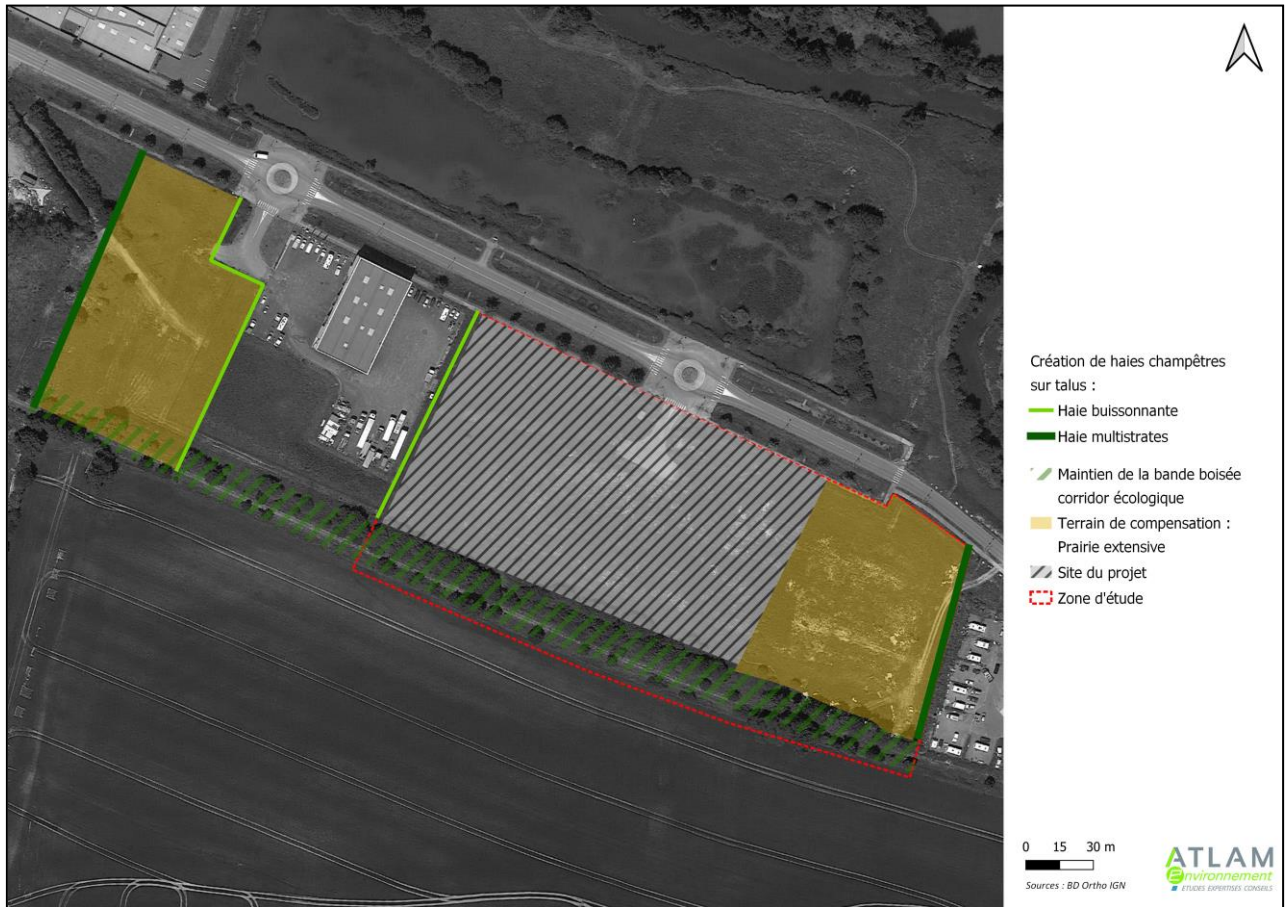 Création de haies champêtres
sur talus :
Haie buissonnante
Haie multistrates
Maintien de la bande boisée
corridor écologique
Terrain de compensation :
Prairie extensive
Site du projet
Zone d'étude
0 15 30 m
Sources : BD Ortho IGN
ATLAM
Environnement
ETUDES EXPERTISES CONSEILS